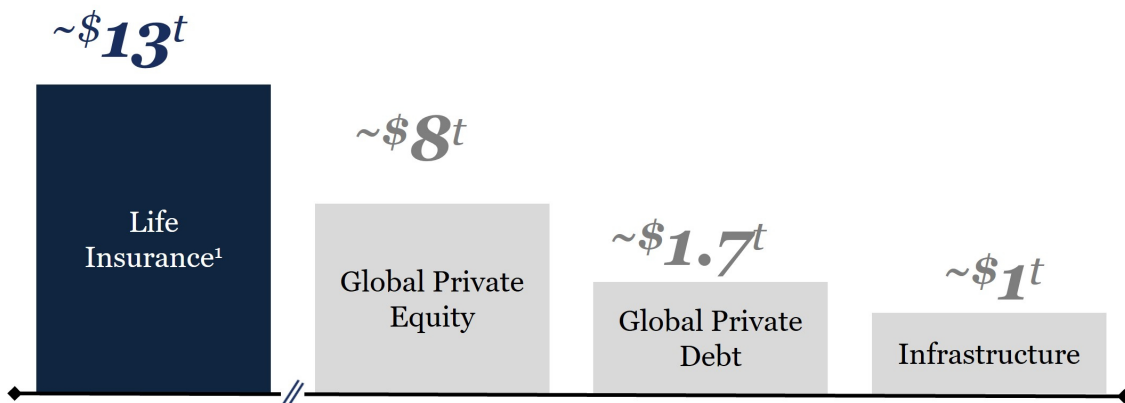 ~$13t
Life
Insurance¹
~$8t
Global Private
Equity
~$1.7t
Global Private
Debt
~$1t
Infrastructure